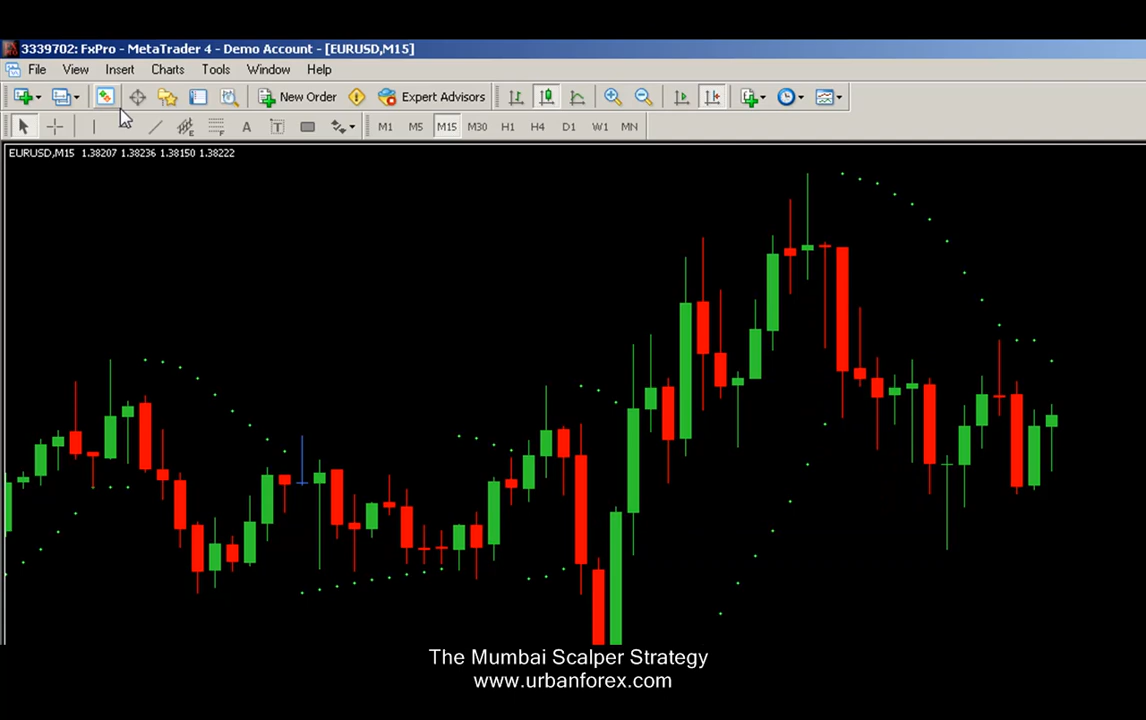 3339702: FxPro - MetaTrader 4 - Demo Account - [EURUSD,M15]
File View Insert Charts Tools Window Help
New Order Expert Advisors
A T M1 M5 M15 M30 H1 H4 D1 W1 MN
EURUSD,M15 1.38207 1.38236 1.38150 1.38222
The Mumbai Scalper Strategy
www.urbanforex.com